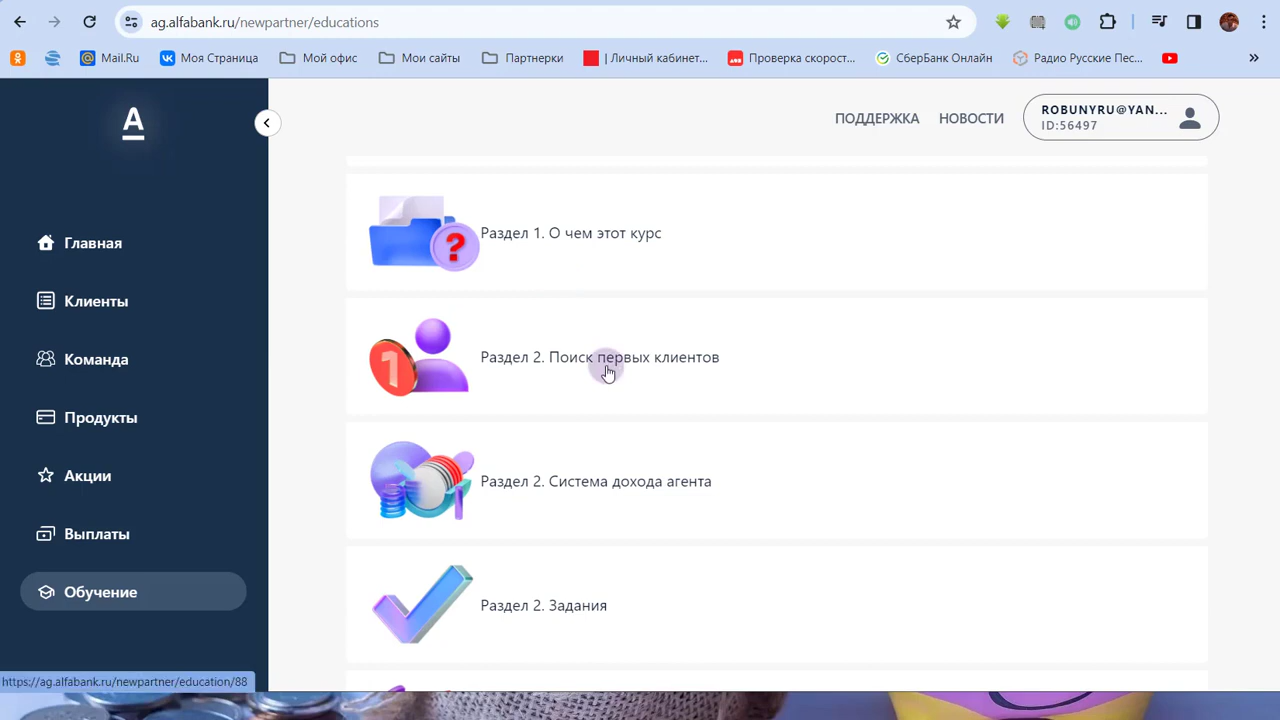 ag.alfabank.ru/newpartner/educations
Mail.Ru
Моя Страница
Мой офис
Мои сайты
Партнерки
| Личный кабинет...
Проверка скорост...
СберБанк Онлайн
Радио Русские Пес...
»
А
ПОДДЕРЖКА
НОВОСТИ
ROBUNYRU@YAN...
ID:56497
Главная
Клиенты
Команда
Продукты
Акции
Выплаты
Обучение
Раздел 1. О чем этот курс
Раздел 2. Поиск первых клиентов
Раздел 2. Система дохода агента
Раздел 2. Задания
https://ag.alfabank.ru/newpartner/education/88